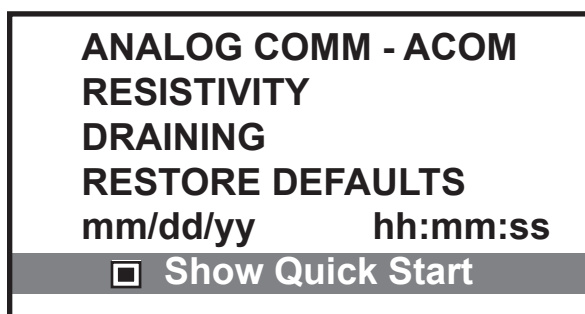 ANALOG COMM - ACOM
RESISTIVITY
DRAINING
RESTORE DEFAULTS
mm/dd/yy hh:mm:ss
Show Quick Start